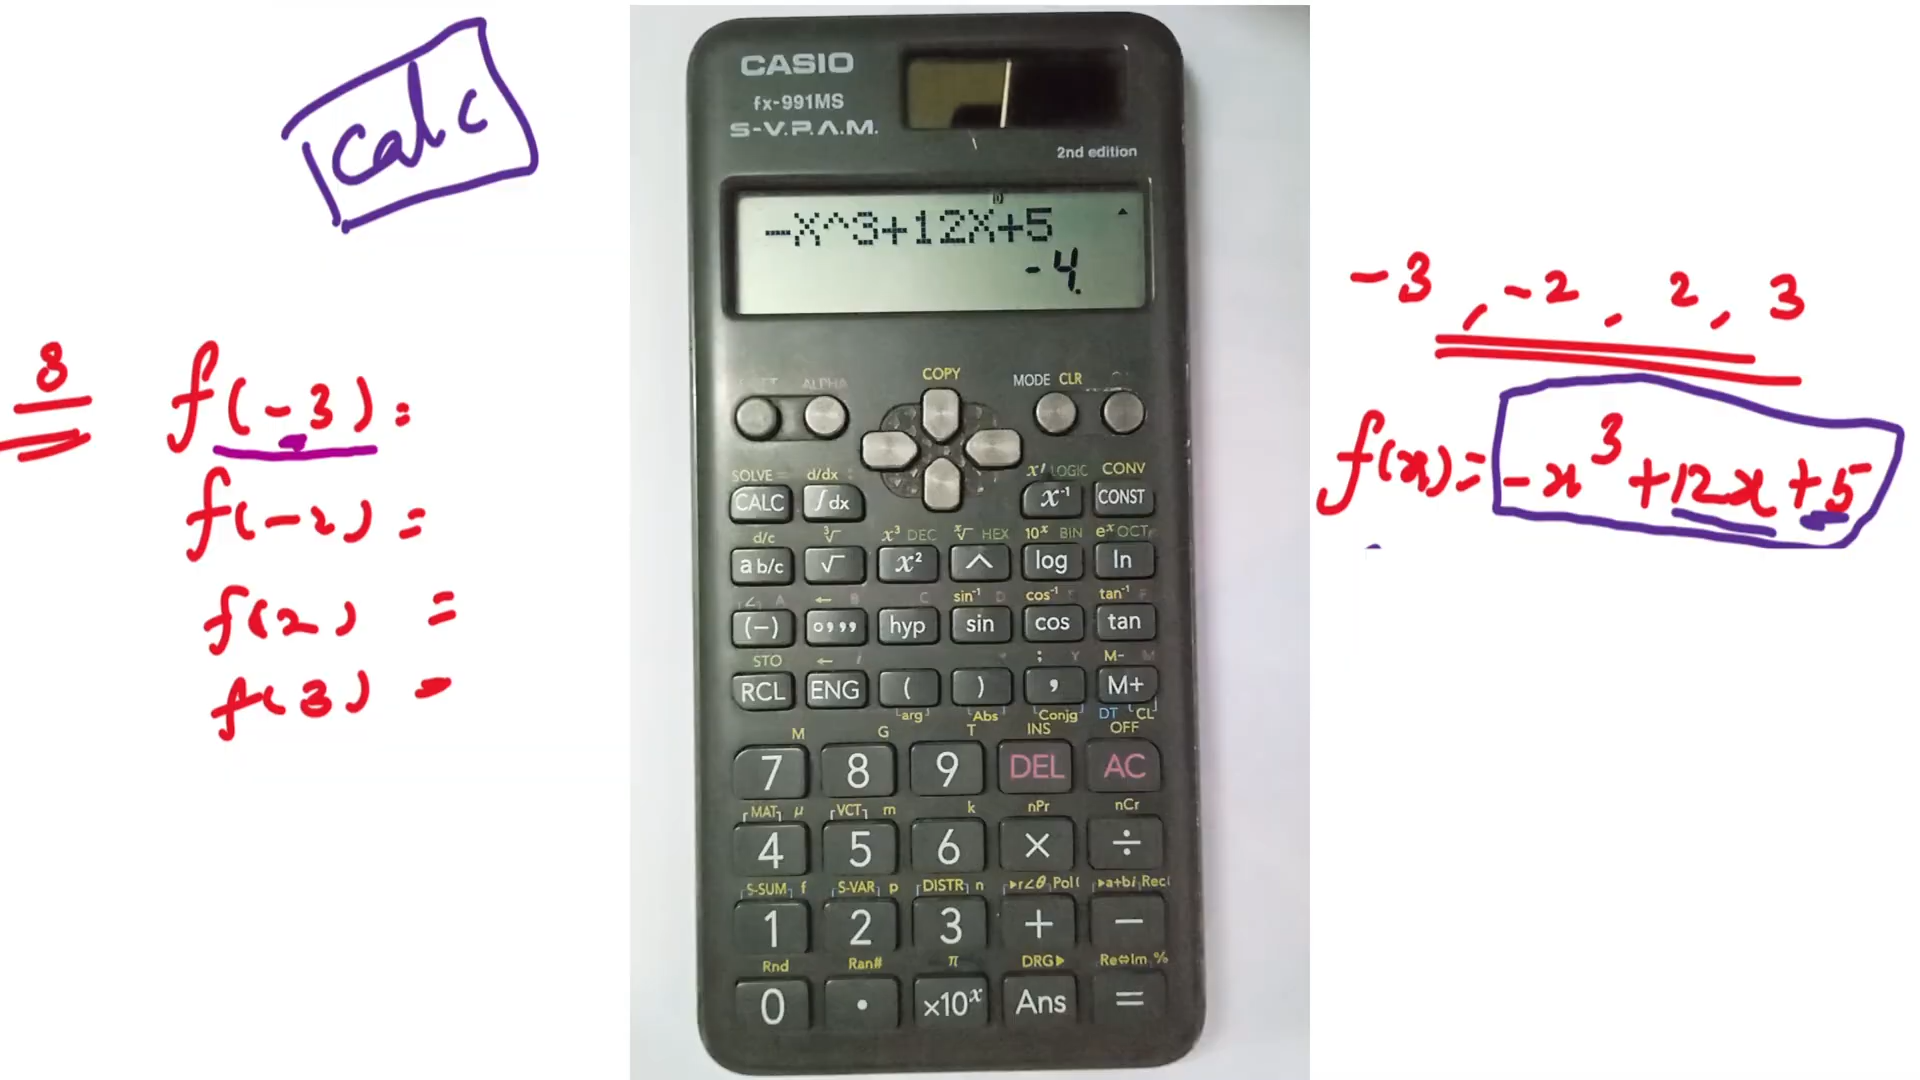 calc
8
f(-3)=
f(-2)=
f(2) =
f(3) -
CASIO
fx-991MS
S-V.P.A.M.
2nd edition
D
-X^3+12X+5
-4.
COPY
ALPHA MODE CLR
SOLVE = d/dx : x! LOGIC CONV
CALC ∫dx x⁻¹ CONST
d/c ³√ x³ DEC ˣ√ HEX 10ˣ BIN eˣ OCT
a b/c √ x² ^ log ln
∠ A ← B C sin⁻¹ D cos⁻¹ tan⁻¹ F
(−) °,,, hyp sin cos tan
STO ← i ; Y M- M
RCL ENG ( ) , M+
arg Abs Conjg DT CL
M G T INS OFF
7 8 9 DEL AC
MAT μ VCT m k nPr nCr
4 5 6 × ÷
S-SUM f S-VAR p DISTR n ▸r∠θ Pol( ▸a+bi Rec(
1 2 3 + −
Rnd Ran# π DRG▸ Re⇔Im %
0 • ×10ˣ Ans =
-3 , -2 , 2 , 3
f(x)= -x³+12x+5